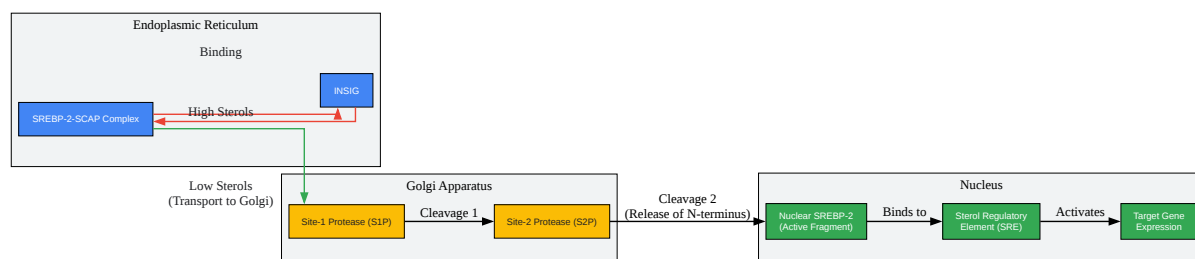 Endoplasmic Reticulum
Binding
INSIG
SREBP-2-SCAP Complex
High Sterols
Low Sterols
(Transport to Golgi)
Golgi Apparatus
Site-1 Protease (S1P)
Cleavage 1
Site-2 Protease (S2P)
Cleavage 2
(Release of N-terminus)
Nucleus
Nuclear SREBP-2
(Active Fragment)
Binds to
Sterol Regulatory
Element (SRE)
Activates
Target Gene
Expression